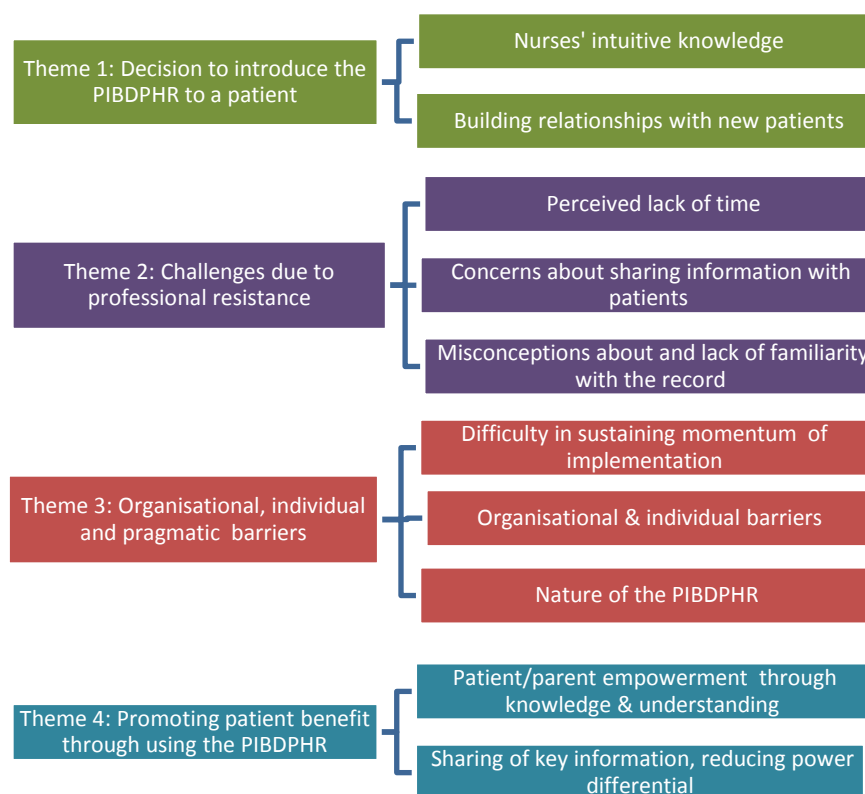 Theme 1: Decision to introduce the
PIBDPHR to a patient
Nurses' intuitive knowledge
Building relationships with new patients
Theme 2: Challenges due to
professional resistance
Perceived lack of time
Concerns about sharing information with
patients
Misconceptions about and lack of familiarity
with the record
Theme 3: Organisational, individual
and pragmatic barriers
Difficulty in sustaining momentum of
implementation
Organisational & individual barriers
Nature of the PIBDPHR
Theme 4: Promoting patient benefit
through using the PIBDPHR
Patient/parent empowerment through
knowledge & understanding
Sharing of key information, reducing power
differential